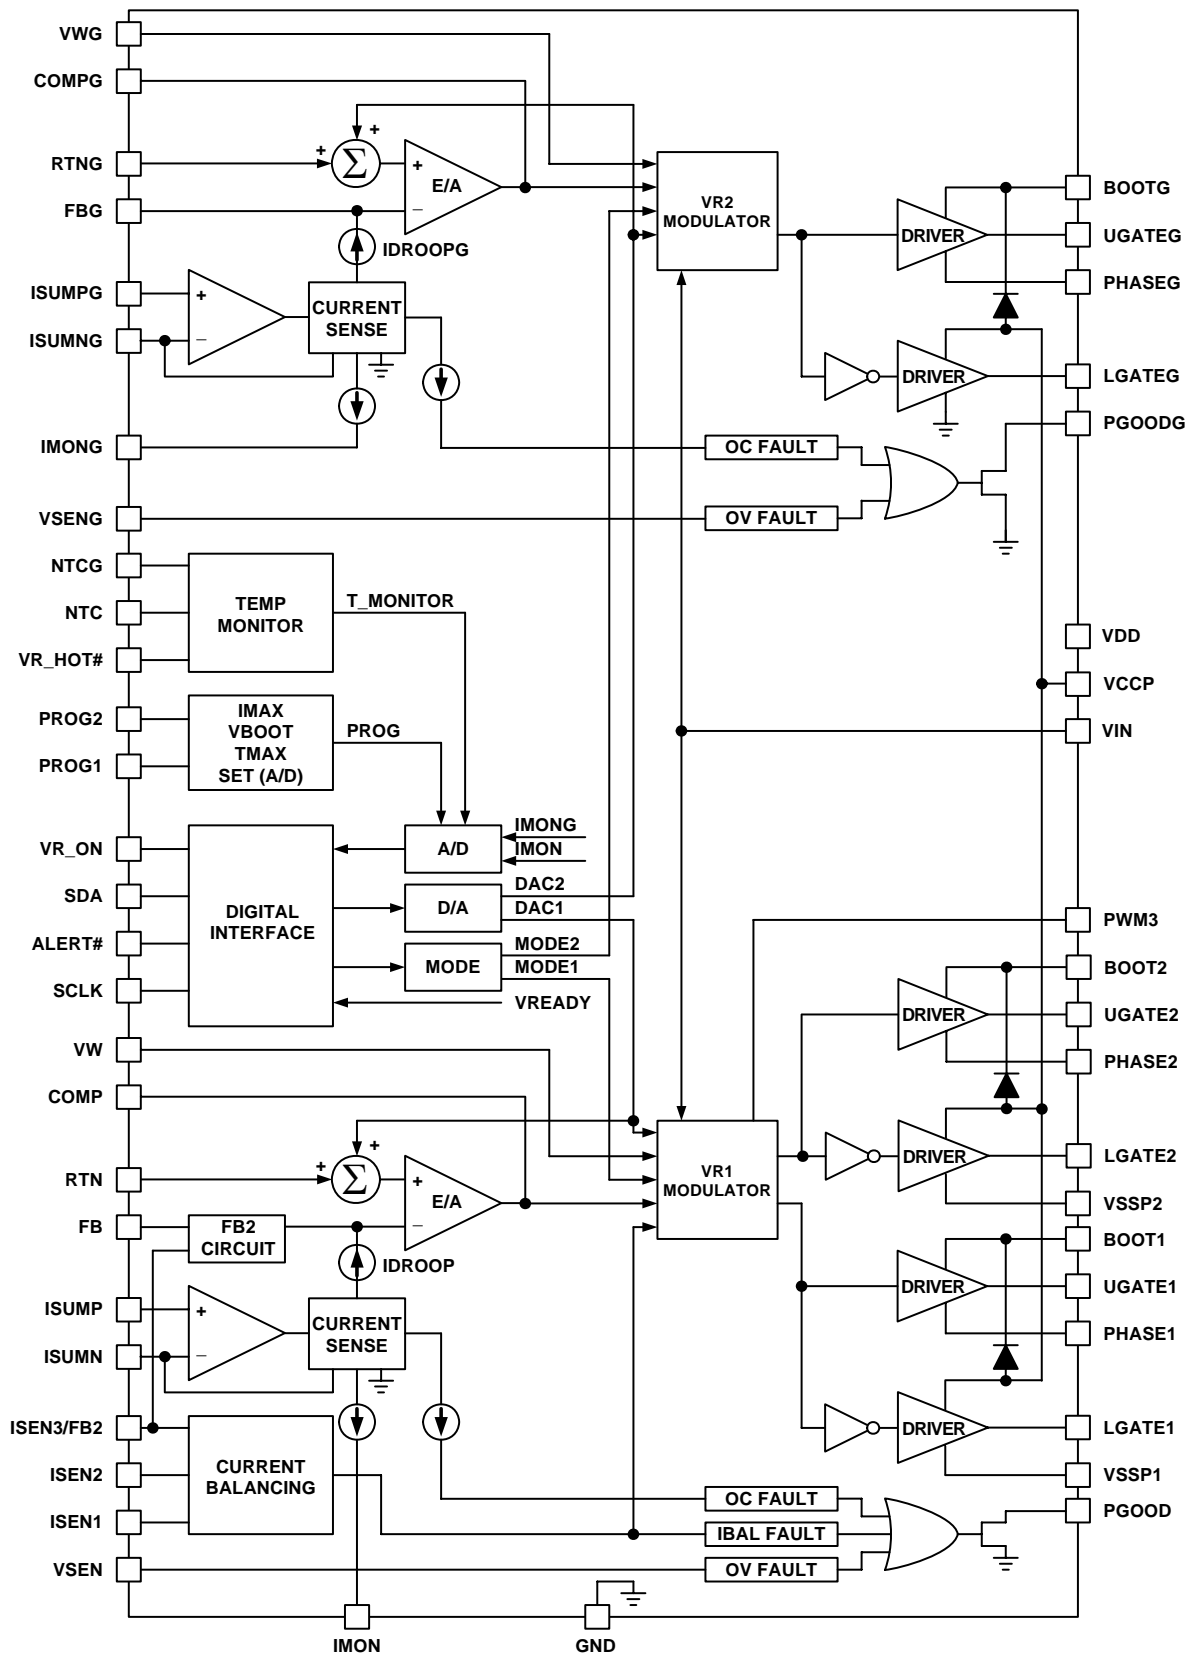 VWG
COMPG
+
+
RTNG
Σ
+
E/A
−
VR2
MODULATOR
FBG
IDROOPG
BOOTG
DRIVER
UGATEG
PHASEG
ISUMPG
+
ISUMNG
−
CURRENT
SENSE
DRIVER
LGATEG
PGOODG
IMONG
OC FAULT
VSENG
OV FAULT
NTCG
NTC
VR_HOT#
TEMP
MONITOR
T_MONITOR
VDD
VCCP
VIN
PROG2
PROG1
IMAX
VBOOT
TMAX
SET (A/D)
PROG
VR_ON
SDA
ALERT#
SCLK
DIGITAL
INTERFACE
A/D
IMONG
IMON
D/A
DAC2
DAC1
MODE
MODE2
MODE1
VREADY
PWM3
BOOT2
DRIVER
UGATE2
PHASE2
VW
COMP
+
+
RTN
Σ
+
E/A
−
VR1
MODULATOR
DRIVER
LGATE2
VSSP2
FB
FB2
CIRCUIT
IDROOP
BOOT1
DRIVER
UGATE1
PHASE1
ISUMP
+
ISUMN
−
CURRENT
SENSE
DRIVER
LGATE1
VSSP1
ISEN3/FB2
ISEN2
ISEN1
CURRENT
BALANCING
OC FAULT
IBAL FAULT
OV FAULT
PGOOD
VSEN
IMON
GND